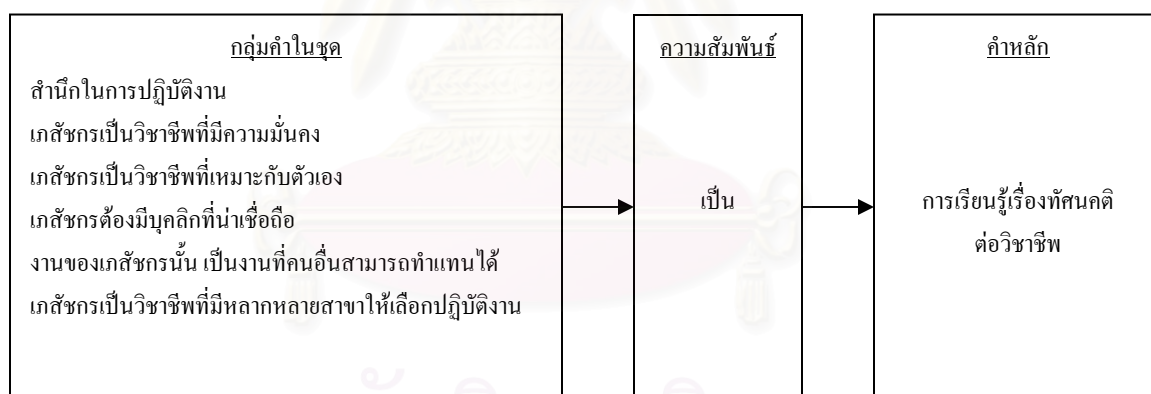 กลุ่มคำในชุด
สำนึกในการปฏิบัติงาน
เภสัชกรเป็นวิชาชีพที่มีความมั่นคง
เภสัชกรเป็นวิชาชีพที่เหมาะกับตัวเอง
เภสัชกรต้องมีบุคลิกที่น่าเชื่อถือ
งานของเภสัชกรนั้น เป็นงานที่คนอื่นสามารถทำแทนได้
เภสัชกรเป็นวิชาชีพที่มีหลากหลายสาขาให้เลือกปฏิบัติงาน
ความสัมพันธ์
เป็น
คำหลัก
การเรียนรู้เรื่องทัศนคติ
ต่อวิชาชีพ